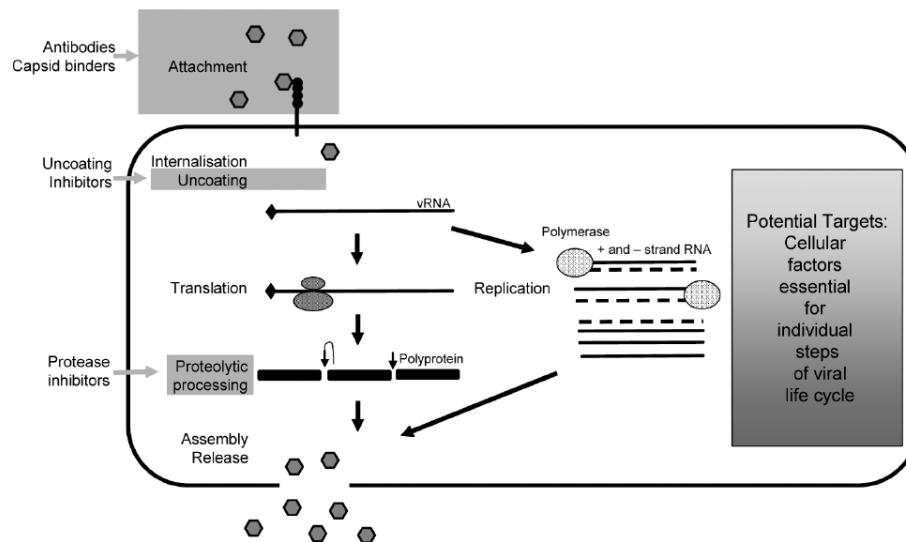 Antibodies
Capsid binders
Attachment
Uncoating
Inhibitors
Internalisation
Uncoating
vRNA
Polymerase
+ and – strand RNA
Translation
Replication
Protease
inhibitors
Proteolytic
processing
Polyprotein
Assembly
Release
Potential Targets:
Cellular
factors
essential
for
individual
steps
of viral
life cycle